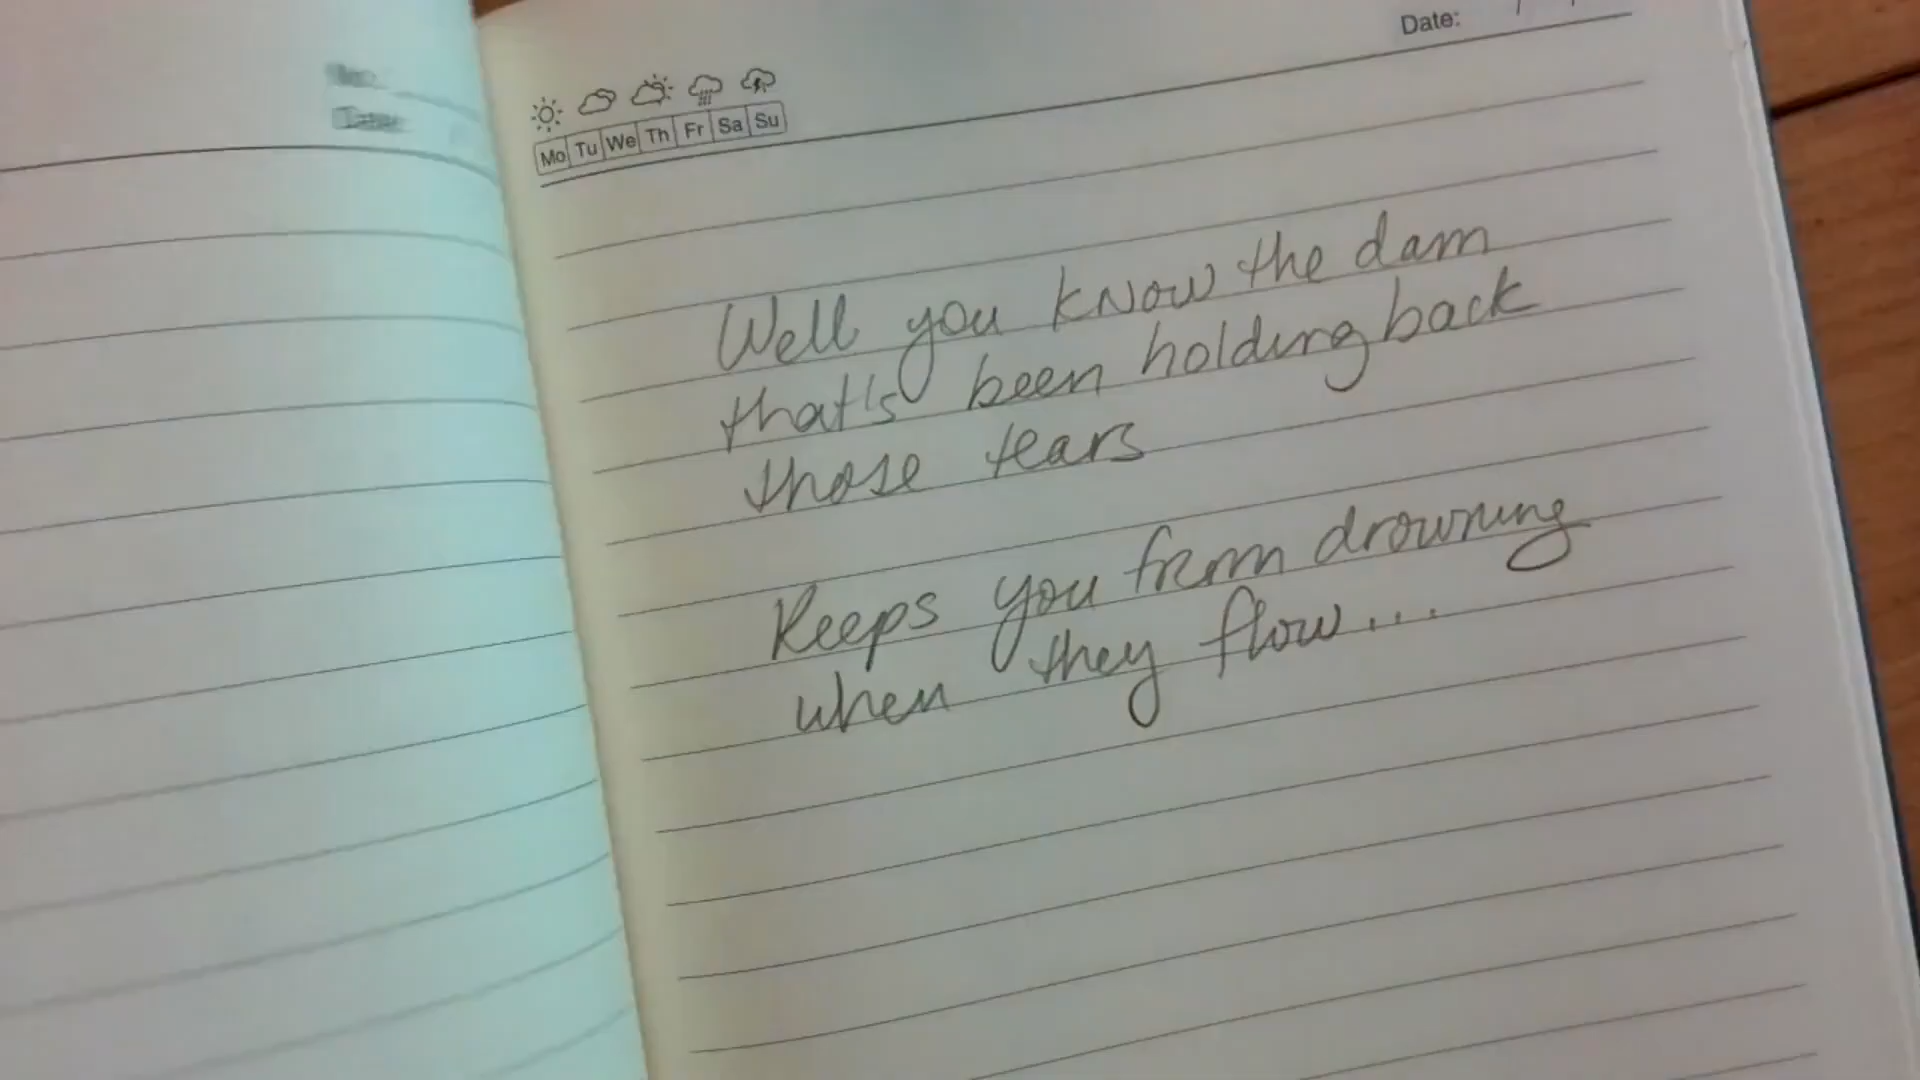 Date:
Mo Tu We Th Fr Sa Su
Well you know the dam
that's been holding back
those tears
Keeps you from drowning
when they flow...